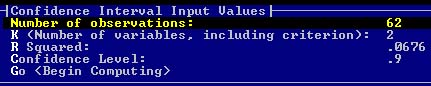 Confidence Interval Input Values
Number of observations: 62
K (Number of variables, including criterion): 2
R Squared: .0676
Confidence Level: .9
Go <Begin Computing>